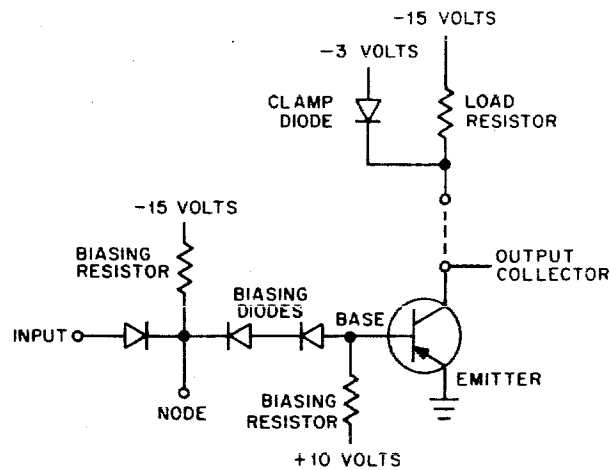 -15 VOLTS
-3 VOLTS
CLAMP
DIODE
LOAD
RESISTOR
-15 VOLTS
BIASING
RESISTOR
BIASING
DIODES
BASE
OUTPUT
COLLECTOR
INPUT
NODE
BIASING
RESISTOR
EMITTER
+10 VOLTS